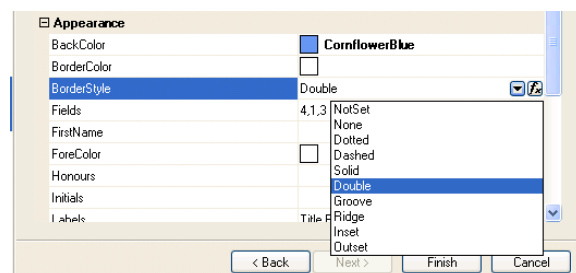 Appearance
BackColor CornflowerBlue
BorderColor
BorderStyle Double
Fields 4,1,3
FirstName
ForeColor
Honours
Initials
Labels Title
NotSet
None
Dotted
Dashed
Solid
Double
Groove
Ridge
Inset
Outset
< Back Next > Finish Cancel